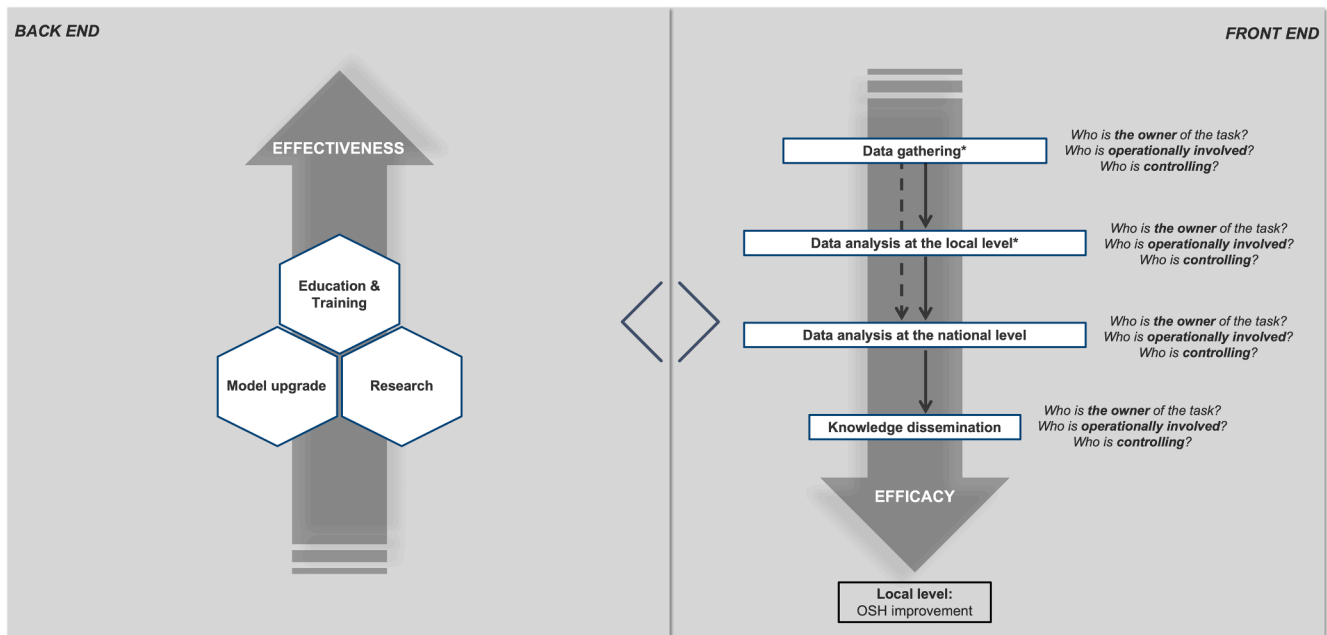 BACK END
EFFECTIVENESS
Education &
Training
Model upgrade
Research
FRONT END
Data gathering*
Who is the owner of the task?
Who is operationally involved?
Who is controlling?
Data analysis at the local level*
Who is the owner of the task?
Who is operationally involved?
Who is controlling?
Data analysis at the national level
Who is the owner of the task?
Who is operationally involved?
Who is controlling?
Knowledge dissemination
Who is the owner of the task?
Who is operationally involved?
Who is controlling?
EFFICACY
Local level:
OSH improvement